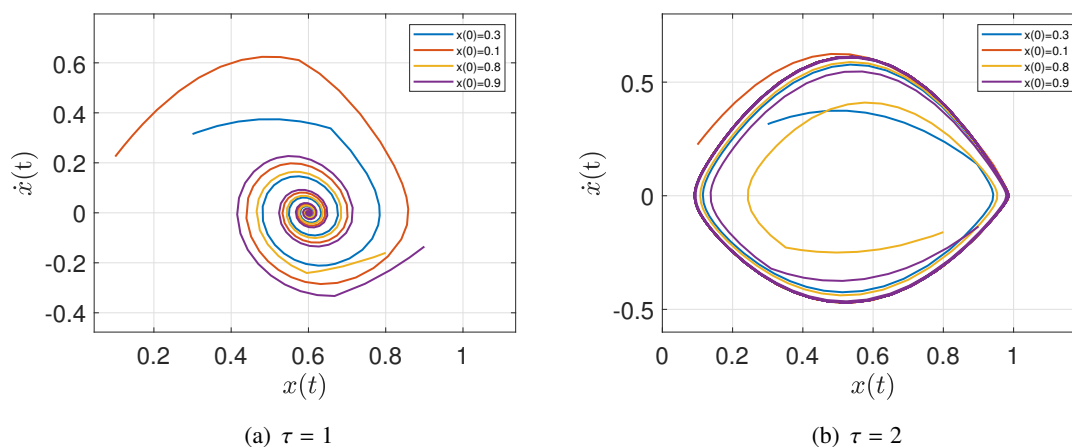 0.6
0.4
0.2
0
-0.2
-0.4
ẋ(t)
0.2
0.4
0.6
0.8
1
x(t)
x(0)=0.3
x(0)=0.1
x(0)=0.8
x(0)=0.9
(a) τ = 1
0.5
0
-0.5
ẋ(t)
0
0.2
0.4
0.6
0.8
1
x(t)
x(0)=0.3
x(0)=0.1
x(0)=0.8
x(0)=0.9
(b) τ = 2